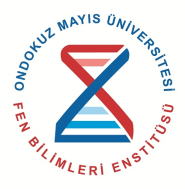 ONDOKUZ MAYIS ÜNİVERSİTESİ
FEN BİLİMLERİ ENSTİTÜSÜ